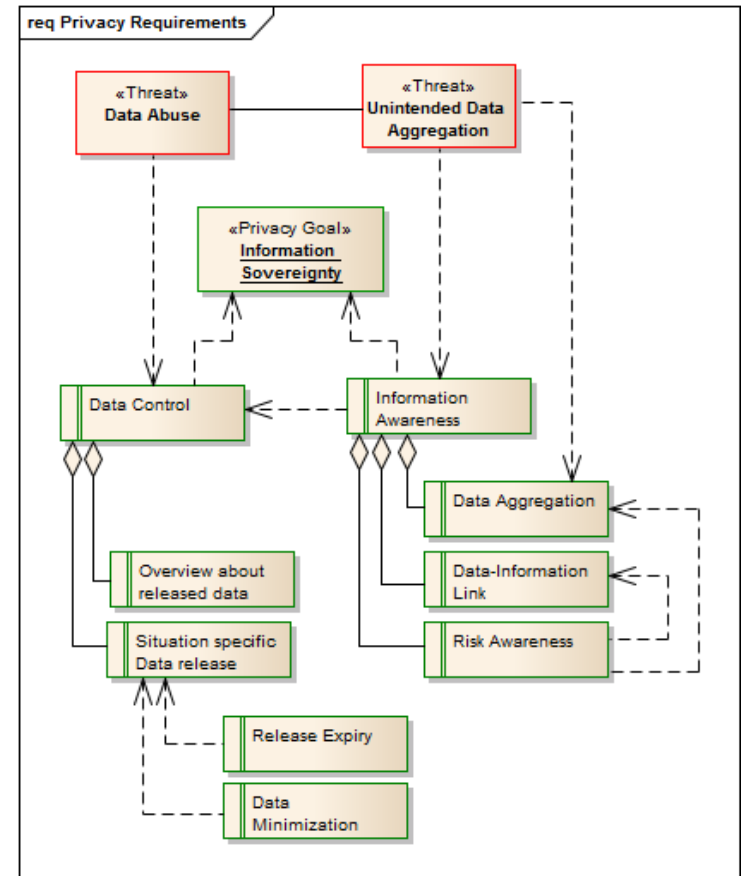 req Privacy Requirements
«Threat»
Data Abuse
«Threat»
Unintended Data
Aggregation
«Privacy Goal»
Information
Sovereignty
Data Control
Information
Awareness
Data Aggregation
Overview about
released data
Data-Information
Link
Situation specific
Data release
Risk Awareness
Release Expiry
Data
Minimization